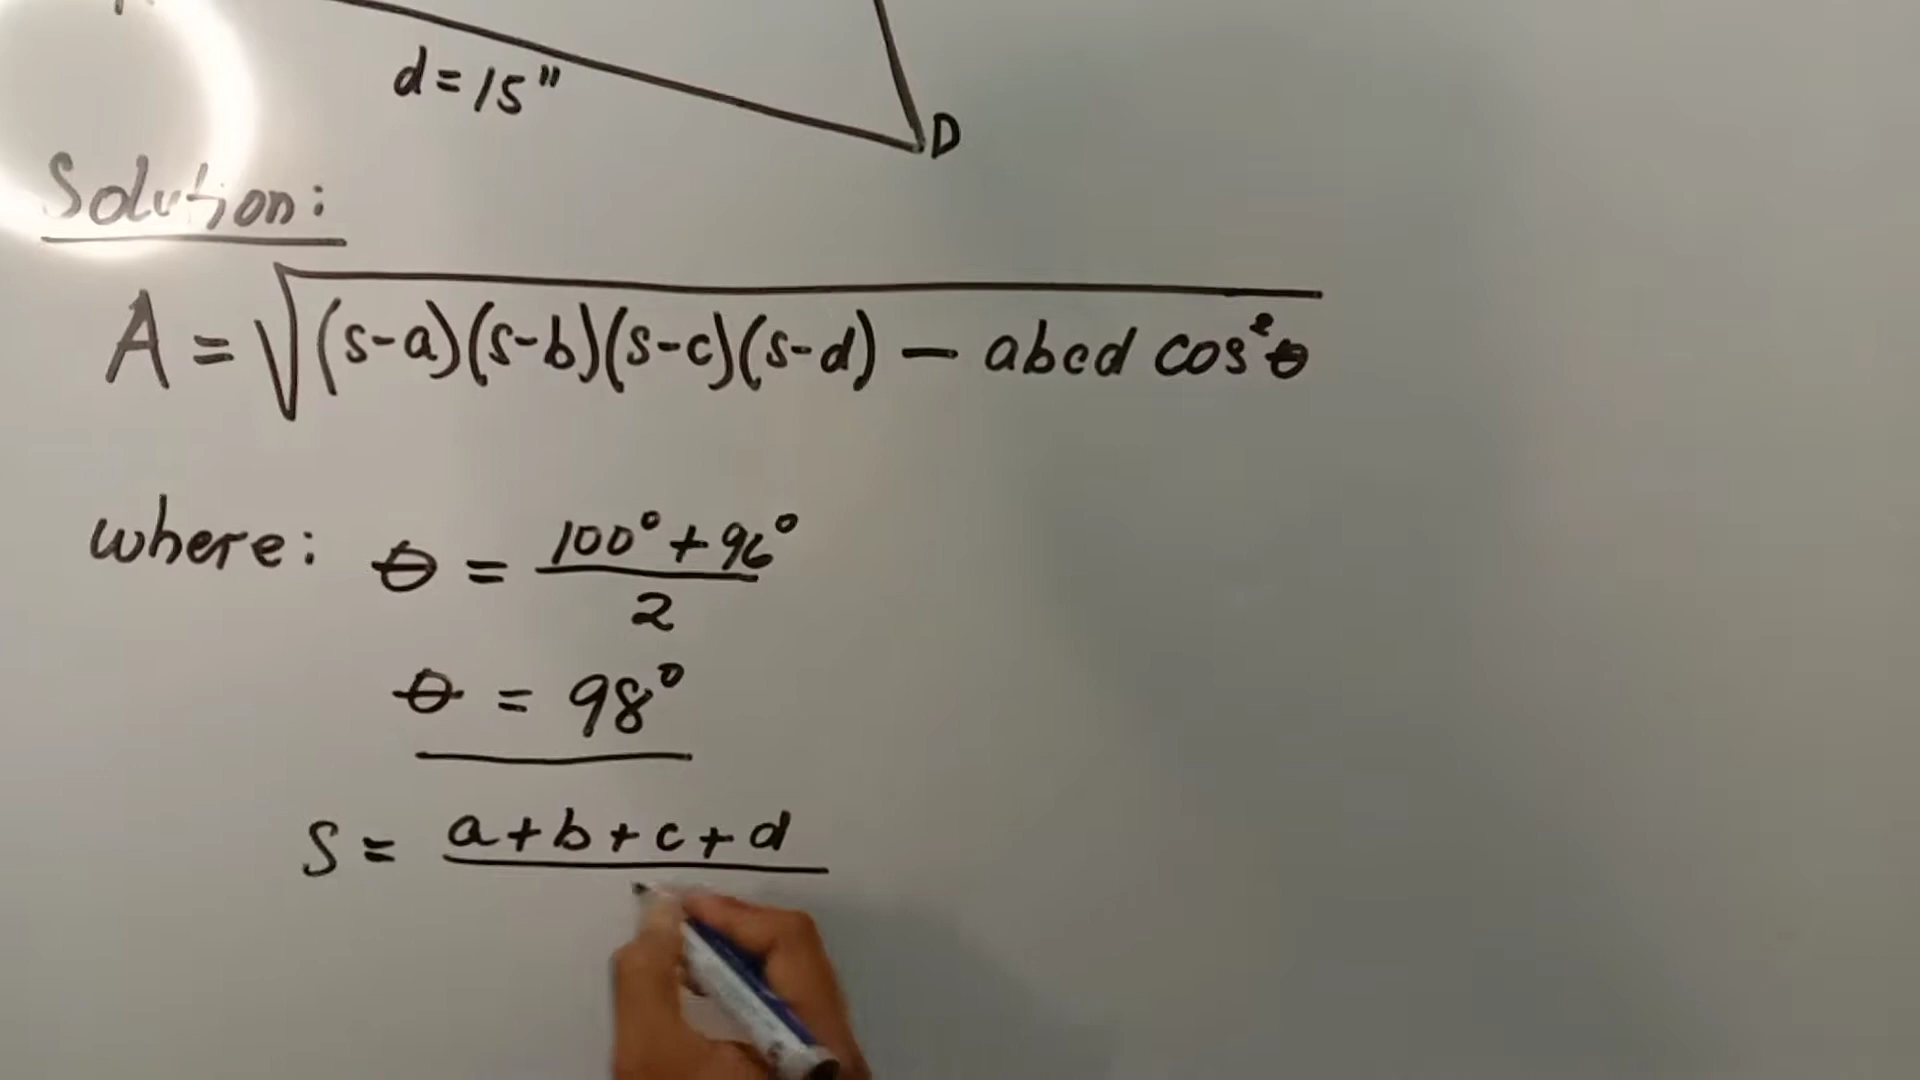 d = 15"
D
Solution:
A = √(s-a)(s-b)(s-c)(s-d) - abcd cos²θ
where: θ = 100° + 96° / 2
θ = 98°
S = a + b + c + d